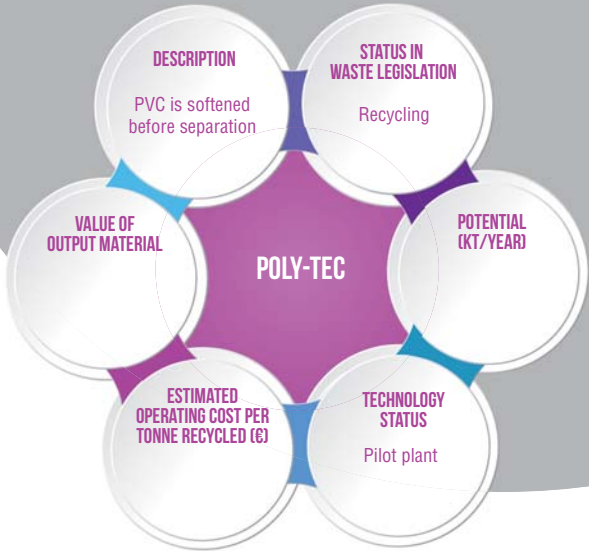 DESCRIPTION
PVC is softened
before separation
STATUS IN
WASTE LEGISLATION
Recycling
VALUE OF
OUTPUT MATERIAL
POLY-TEC
POTENTIAL
(KT/YEAR)
ESTIMATED
OPERATING COST PER
TONNE RECYCLED (€)
TECHNOLOGY
STATUS
Pilot plant